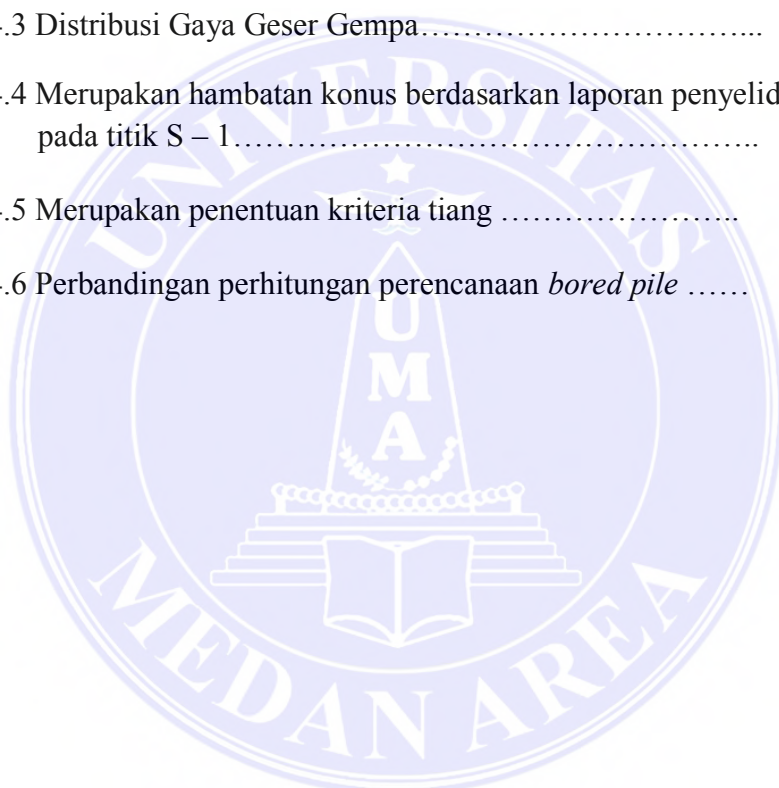 .3 Distribusi Gaya Geser Gempa…………………………...
.4 Merupakan hambatan konus berdasarkan laporan penyelid
pada titik S – 1…………………………………………..
.5 Merupakan penentuan kriteria tiang …………………..
.6 Perbandingan perhitungan perencanaan bored pile ……
UNIVERSITAS
U
M
A
MEDAN AREA